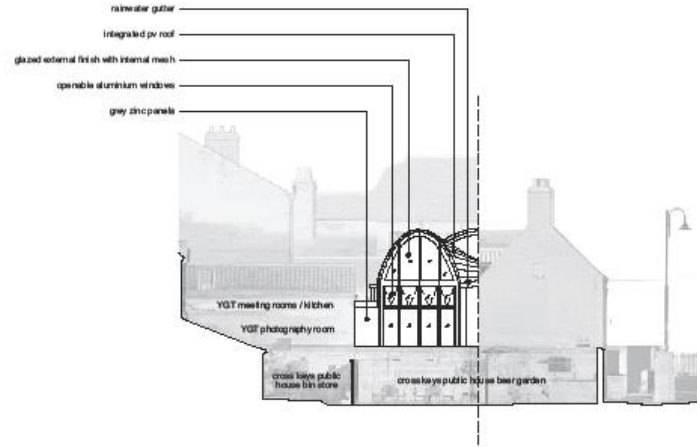 rainwater gutter
integrated pv roof
glazed external finish with internal mesh
openable aluminium windows
grey zinc panels
YGT meeting rooms / kitchen
YGT photography room
cross keys public
house bin store
cross keys public house beer garden